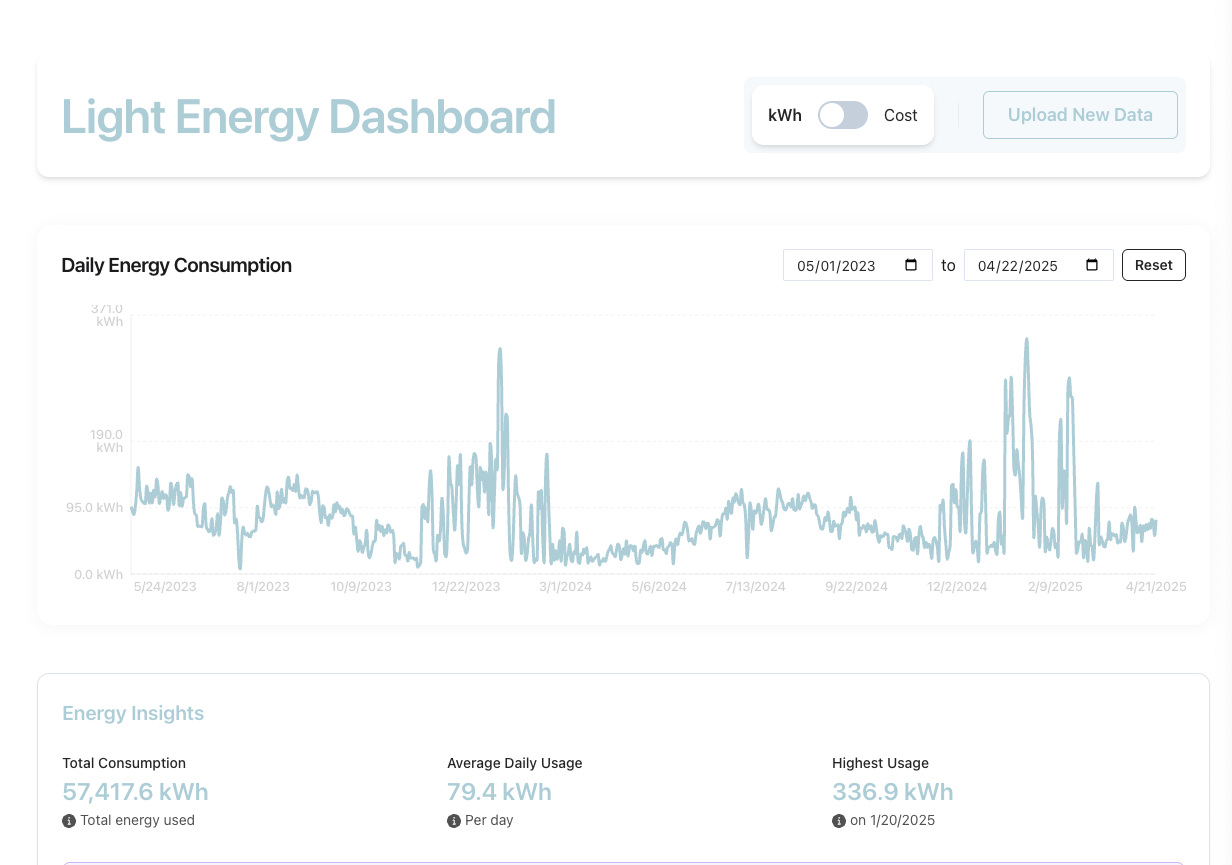 Light Energy Dashboard
kWh
Cost
Upload New Data
Daily Energy Consumption
05/01/2023
to
04/22/2025
Reset
371.0
kWh
190.0
kWh
95.0 kWh
0.0 kWh
5/24/2023
8/1/2023
10/9/2023
12/22/2023
3/1/2024
5/6/2024
7/13/2024
9/22/2024
12/2/2024
2/9/2025
4/21/2025
Energy Insights
Total Consumption
57,417.6 kWh
Total energy used
Average Daily Usage
79.4 kWh
Per day
Highest Usage
336.9 kWh
on 1/20/2025